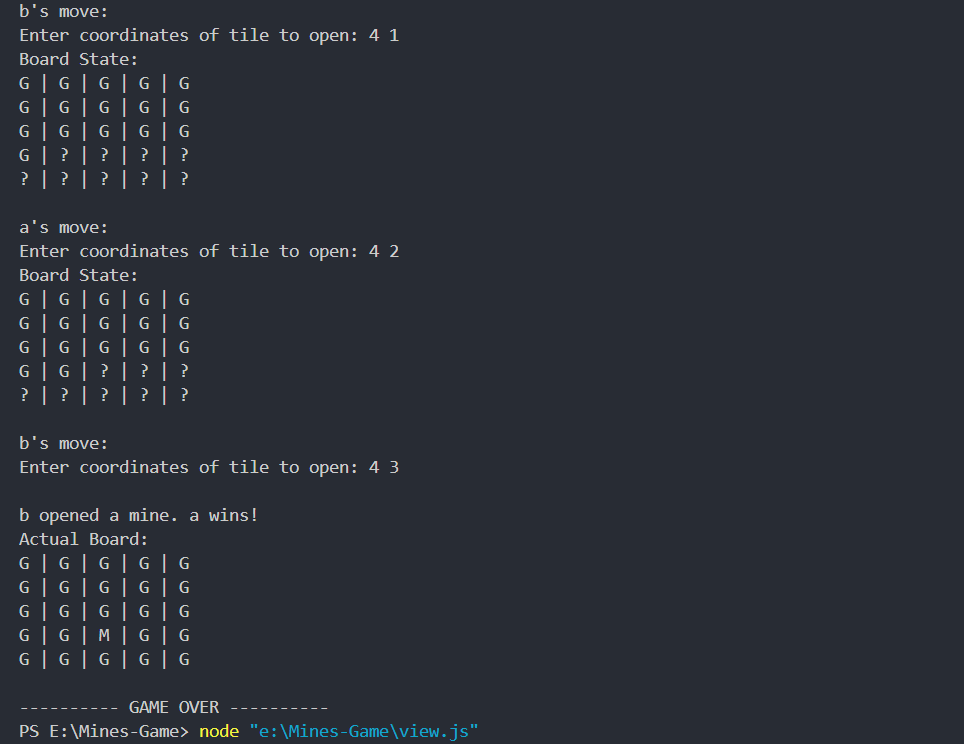 b's move:
Enter coordinates of tile to open: 4 1
Board State:
G | G | G | G | G
G | G | G | G | G
G | G | G | G | G
G | ? | ? | ? | ?
? | ? | ? | ? | ?
a's move:
Enter coordinates of tile to open: 4 2
Board State:
G | G | G | G | G
G | G | G | G | G
G | G | G | G | G
G | G | ? | ? | ?
? | ? | ? | ? | ?
b's move:
Enter coordinates of tile to open: 4 3
b opened a mine. a wins!
Actual Board:
G | G | G | G | G
G | G | G | G | G
G | G | G | G | G
G | G | M | G | G
G | G | G | G | G
---------- GAME OVER ----------
PS E:\Mines-Game> node "e:\Mines-Game\view.js"